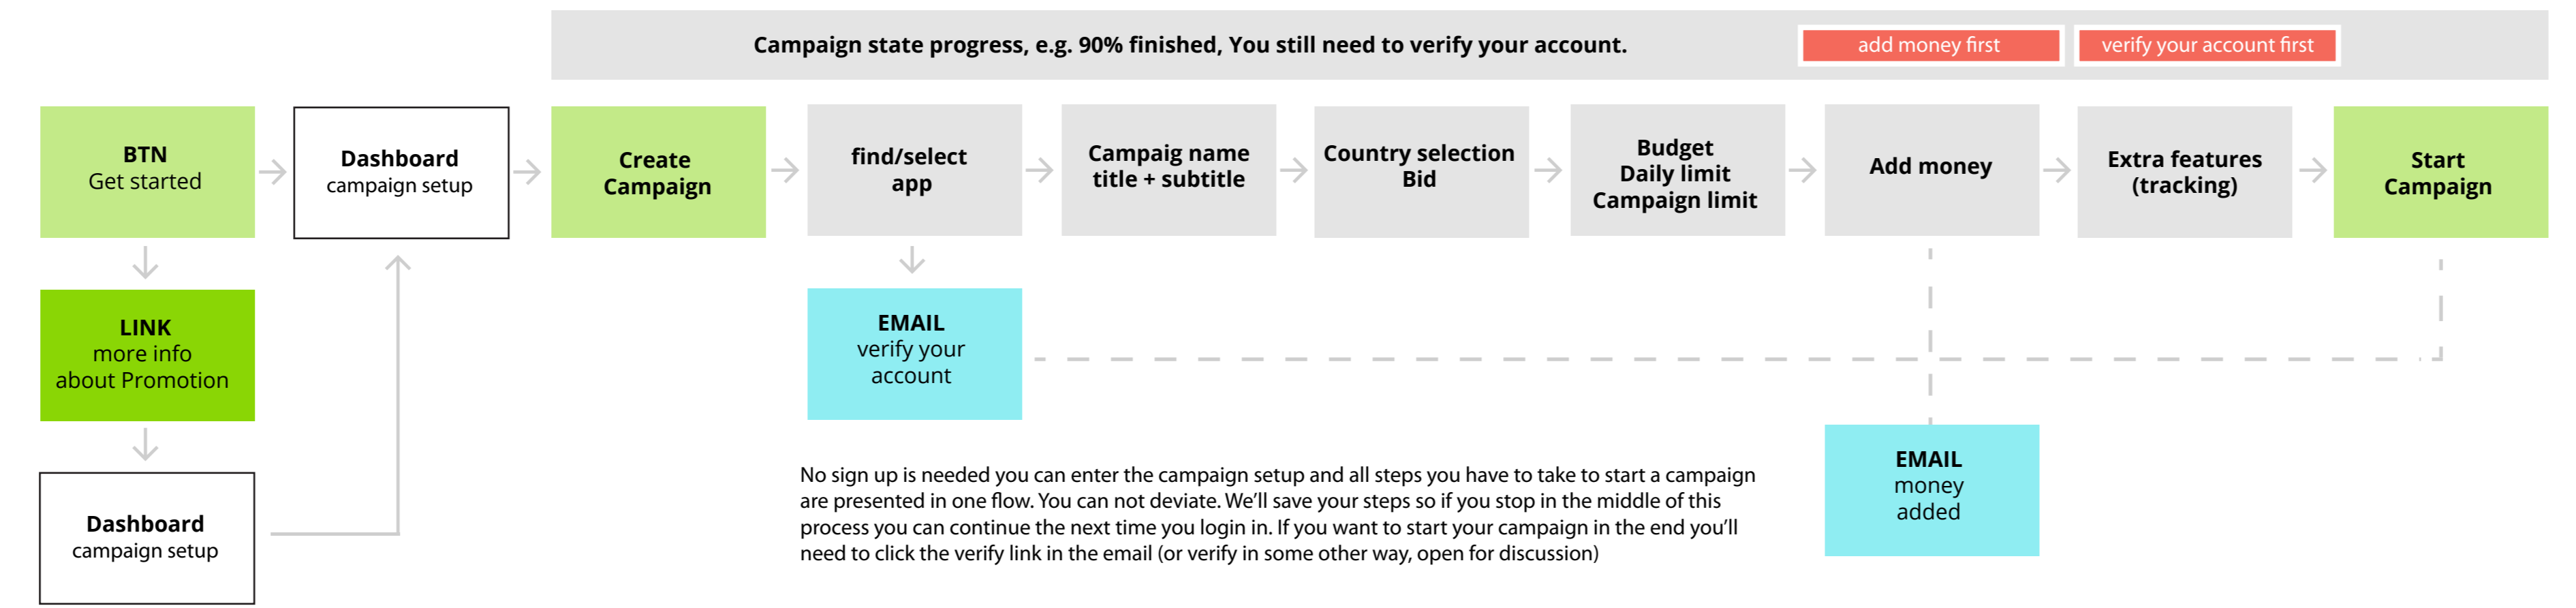 Campaign state progress, e.g. 90% finished, You still need to verify your account.
add money first
verify your account first
BTN
Get started
Dashboard
campaign setup
Create
Campaign
find/select
app
Campaig name
title + subtitle
Country selection
Bid
Budget
Daily limit
Campaign limit
Add money
Extra features
(tracking)
Start
Campaign
LINK
more info
about Promotion
EMAIL
verify your
account
Dashboard
campaign setup
No sign up is needed you can enter the campaign setup and all steps you have to take to start a campaign
are presented in one flow. You can not deviate. We’ll save your steps so if you stop in the middle of this
process you can continue the next time you login in. If you want to start your campaign in the end you’ll
need to click the verify link in the email (or verify in some other way, open for discussion)
EMAIL
money
added